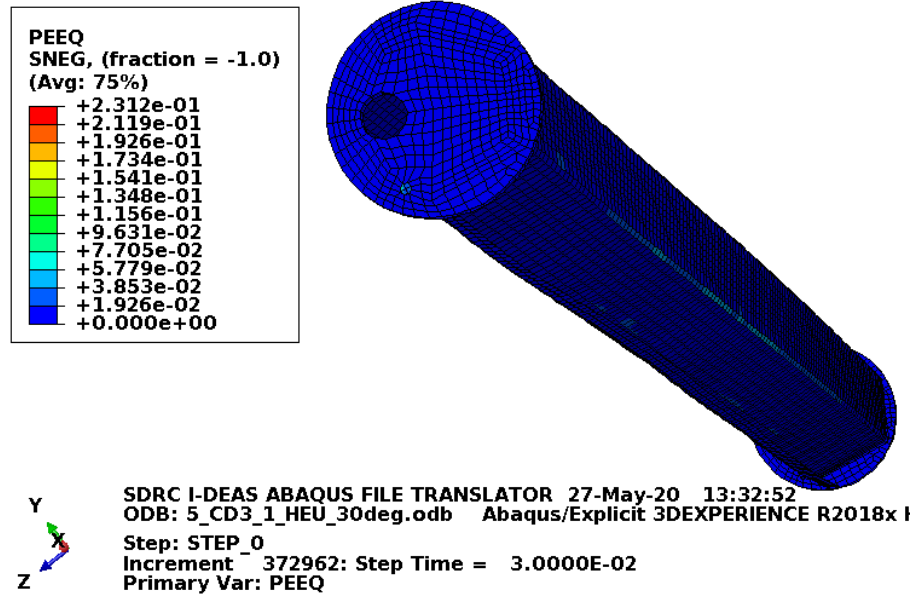 PEEQ
SNEG, (fraction = -1.0)
(Avg: 75%)
+2.312e-01
+2.119e-01
+1.926e-01
+1.734e-01
+1.541e-01
+1.348e-01
+1.156e-01
+9.631e-02
+7.705e-02
+5.779e-02
+3.853e-02
+1.926e-02
+0.000e+00
SDRC I-DEAS ABAQUS FILE TRANSLATOR 27-May-20 13:32:52
ODB: 5_CD3_1_HEU_30deg.odb Abaqus/Explicit 3DEXPERIENCE R2018x
Step: STEP_0
Increment 372962: Step Time = 3.0000E-02
Primary Var: PEEQ
Y
X
Z